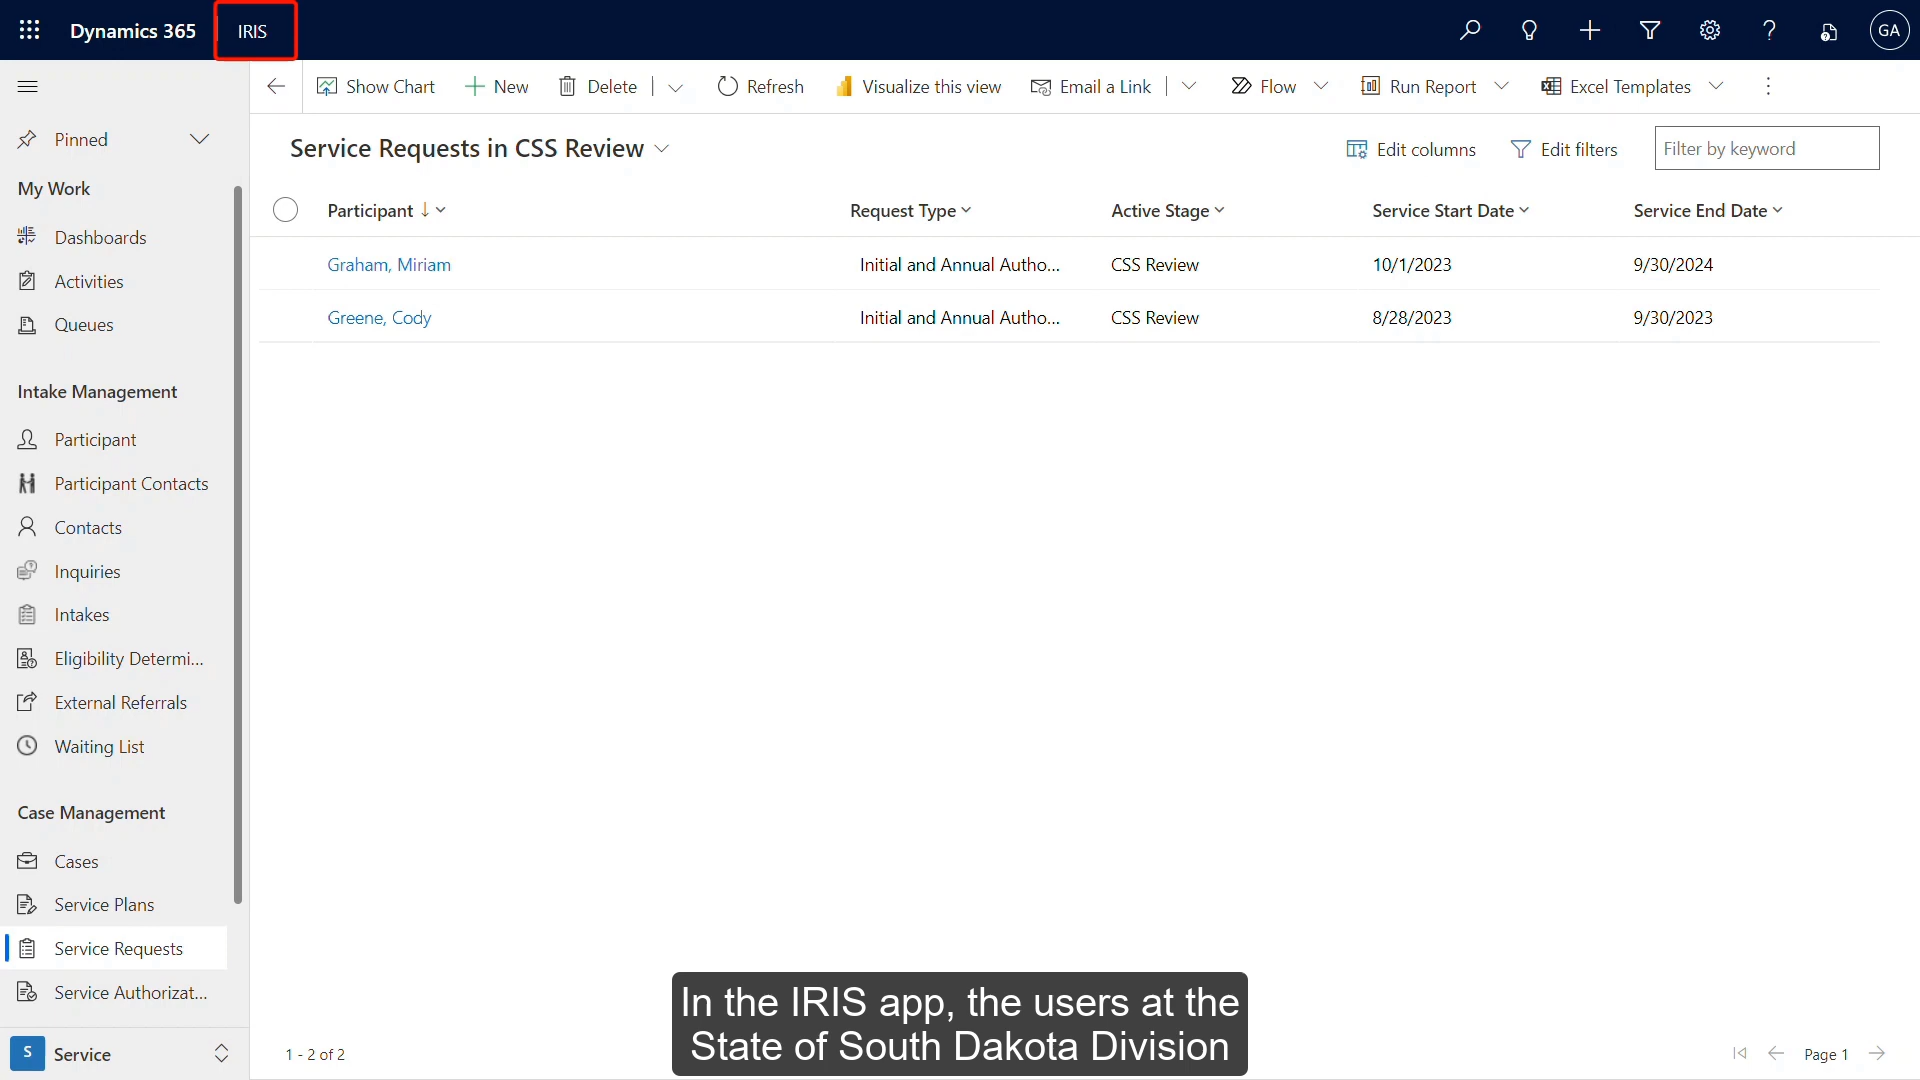 Dynamics 365
IRIS
GA
Show Chart
New
Delete
Refresh
Visualize this view
Email a Link
Flow
Run Report
Excel Templates
Pinned
My Work
Dashboards
Activities
Queues
Intake Management
Participant
Participant Contacts
Contacts
Inquiries
Intakes
Eligibility Determi...
External Referrals
Waiting List
Case Management
Cases
Service Plans
Service Requests
Service Authorizat...
S
Service
Service Requests in CSS Review
Edit columns
Edit filters
Filter by keyword
Participant Request Type Active Stage Service Start Date Service End Date
Graham, Miriam Initial and Annual Autho... CSS Review 10/1/2023 9/30/2024
Greene, Cody Initial and Annual Autho... CSS Review 8/28/2023 9/30/2023
In the IRIS app, the users at the
State of South Dakota Division
1 - 2 of 2
Page 1